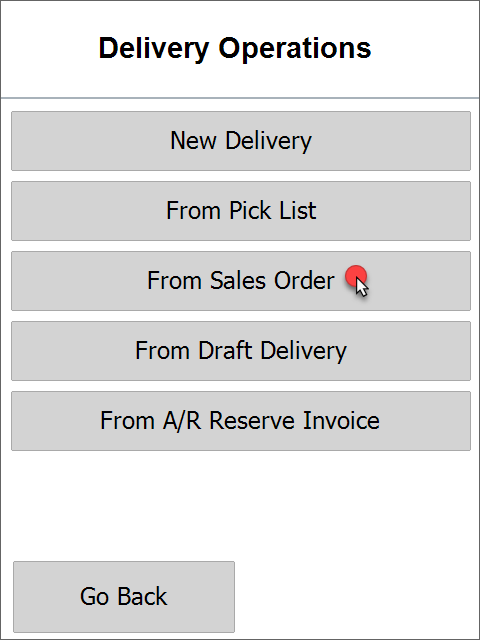 Delivery Operations
New Delivery
From Pick List
From Sales Order
From Draft Delivery
From A/R Reserve Invoice
Go Back